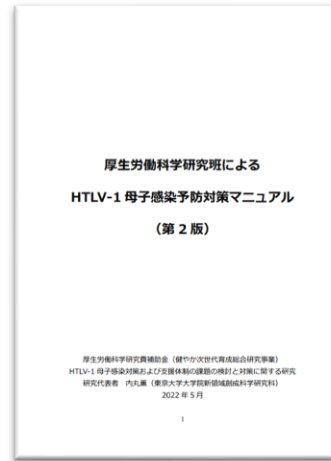 厚生労働科学研究班による
HTLV-1 母子感染予防対策マニュアル
（第 2 版）
厚生労働科学研究費補助金（健やか次世代育成総合研究事業）
HTLV-1 母子感染対策および支援体制の課題の検討と対策に関する研究
研究代表者　内丸薫（東京大学大学院新領域創成科学研究科）
2022 年 5 月
1